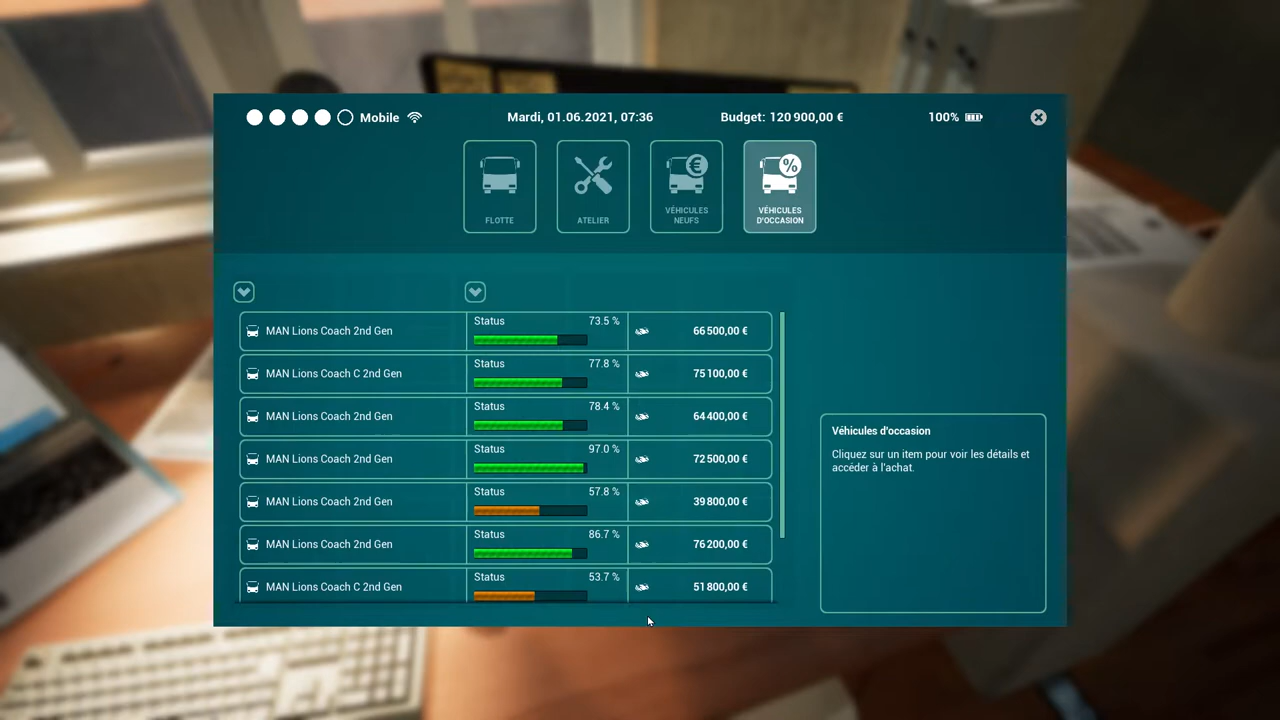 Mobile
Mardi, 01.06.2021, 07:36
Budget: 120 900,00 €
100%
FLOTTE
ATELIER
€
VÉHICULES
NEUFS
%
VÉHICULES
D'OCCASION
MAN Lions Coach 2nd Gen
Status
73.5 %
66 500,00 €
MAN Lions Coach C 2nd Gen
Status
77.8 %
75 100,00 €
MAN Lions Coach 2nd Gen
Status
78.4 %
64 400,00 €
MAN Lions Coach 2nd Gen
Status
97.0 %
72 500,00 €
MAN Lions Coach 2nd Gen
Status
57.8 %
39 800,00 €
MAN Lions Coach 2nd Gen
Status
86.7 %
76 200,00 €
MAN Lions Coach C 2nd Gen
Status
53.7 %
51 800,00 €
Véhicules d'occasion
Cliquez sur un item pour voir les détails et
accéder à l'achat.